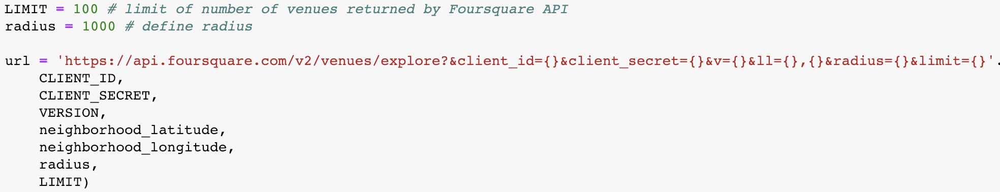 LIMIT = 100 # limit of number of venues returned by Foursquare API
radius = 1000 # define radius
url = 'https://api.foursquare.com/v2/venues/explore?&client_id={}&client_secret={}&v={}&ll={},{}&radius={}&limit={}'.
CLIENT_ID,
CLIENT_SECRET,
VERSION,
neighborhood_latitude,
neighborhood_longitude,
radius,
LIMIT)